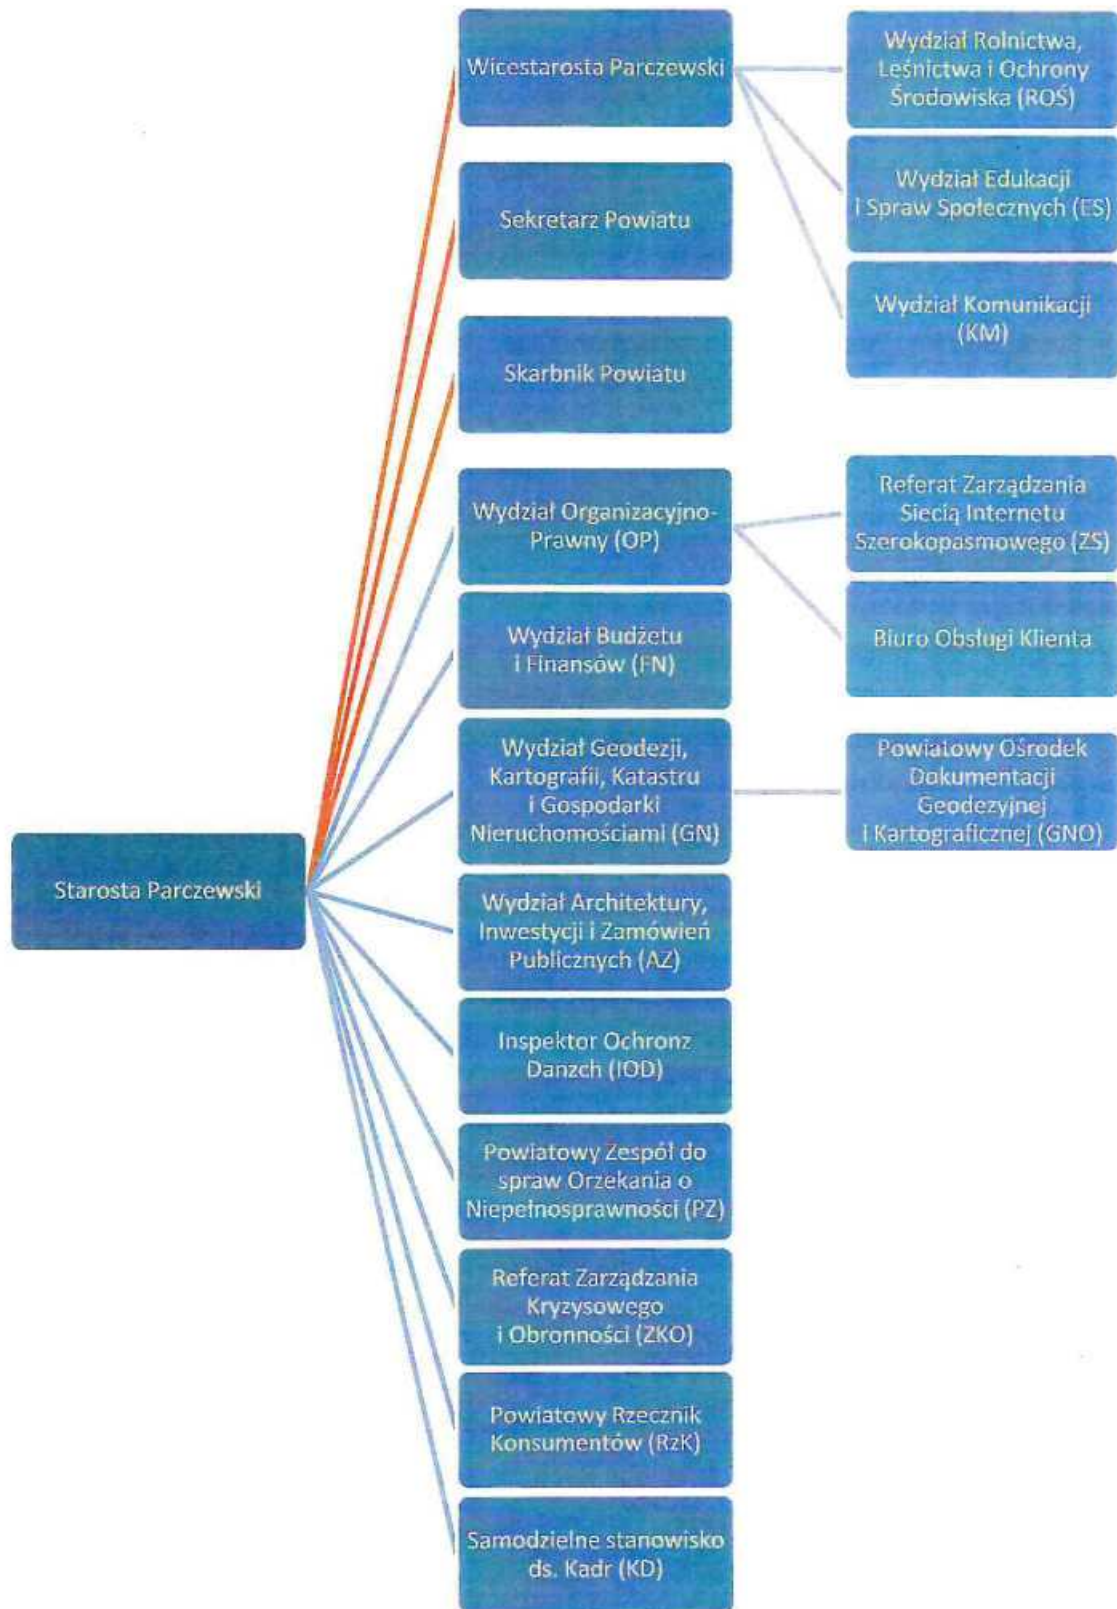 Starosta Parczewski
Wicestarosta Parczewski
Wydział Rolnictwa,
Leśnictwa i Ochrony
Środowiska (ROŚ)
Wydział Edukacji
i Spraw Społecznych (ES)
Wydział Komunikacji
(KM)
Sekretarz Powiatu
Skarbnik Powiatu
Wydział Organizacyjno-
Prawny (OP)
Referat Zarządzania
Siecią Internetu
Szerokopasmowego (ZS)
Biuro Obsługi Klienta
Wydział Budżetu
i Finansów (FN)
Wydział Geodezji,
Kartografii, Katastru
i Gospodarki
Nieruchomościami (GN)
Powiatowy Ośrodek
Dokumentacji
Geodezyjnej
i Kartograficznej (GNO)
Wydział Architektury,
Inwestycji i Zamówień
Publicznych (AZ)
Inspektor Ochronz
Danzch (IOD)
Powiatowy Zespół do
spraw Orzekania o
Niepełnosprawności (PZ)
Referat Zarządzania
Kryzysowego
i Obronności (ZKO)
Powiatowy Rzecznik
Konsumentów (RzK)
Samodzielne stanowisko
ds. Kadr (KD)